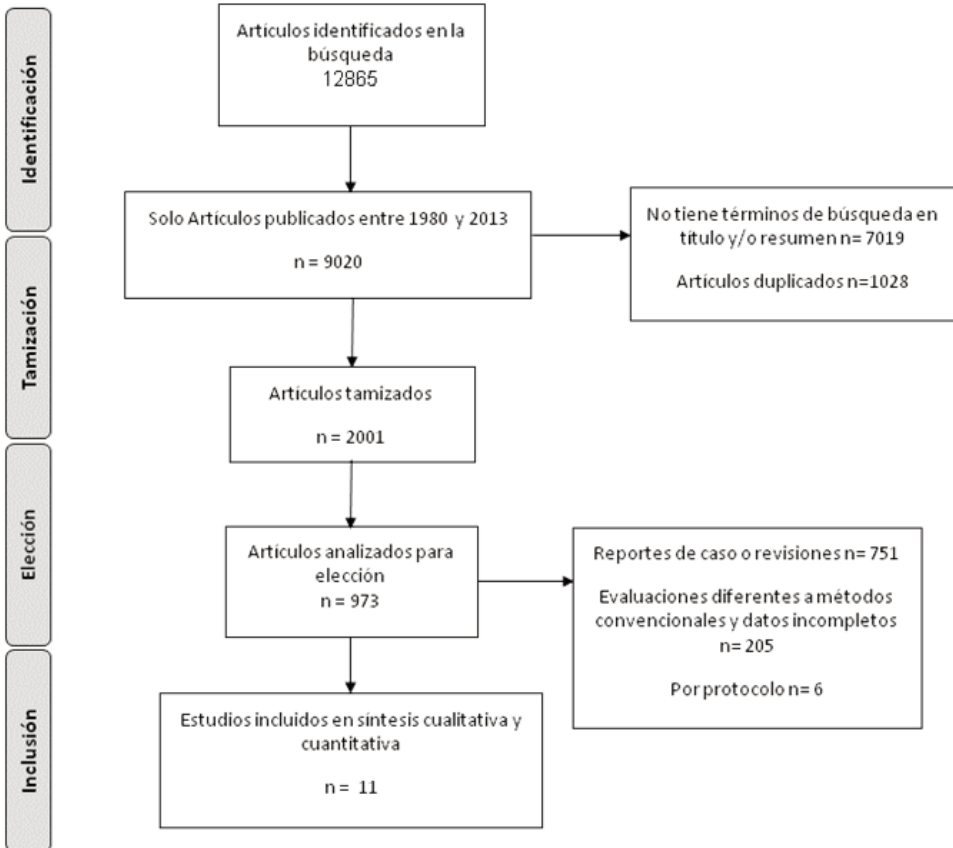 Identificación
Artículos identificados en la
búsqueda
12865
Solo Artículos publicados entre 1980 y 2013
n = 9020
No tiene términos de búsqueda en
título y/o resumen n= 7019
Artículos duplicados n=1028
Tamización
Artículos tamizados
n = 2001
Elección
Artículos analizados para
elección
n = 973
Reportes de caso o revisiones n= 751
Evaluaciones diferentes a métodos
convencionales y datos incompletos
n= 205
Por protocolo n= 6
Inclusión
Estudios incluidos en síntesis cualitativa y
cuantitativa
n = 11